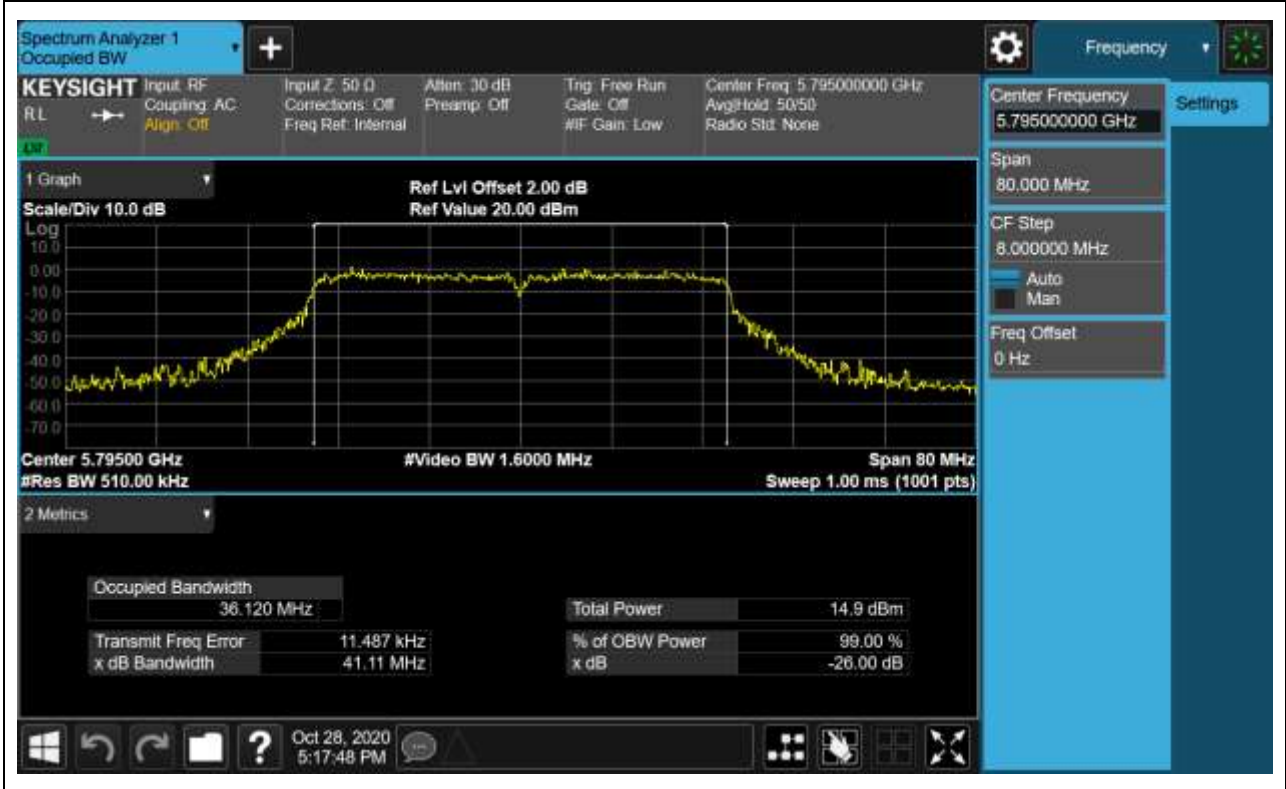 Spectrum Analyzer 1
Occupied BW
+
Frequency
KEYSIGHT
RL
Input: RF
Coupling: AC
Align: Off
Input Z: 50 Ω
Corrections: Off
Freq Ref: Internal
Atten: 30 dB
Preamp: Off
Trig: Free Run
Gate: Off
#IF Gain: Low
Center Freq: 5.795000000 GHz
Avg|Hold: 50/50
Radio Std: None
Center Frequency
5.795000000 GHz
Settings
Span
80.000 MHz
CF Step
8.000000 MHz
Auto
Man
Freq Offset
0 Hz
1 Graph
Scale/Div 10.0 dB
Ref Lvl Offset 2.00 dB
Ref Value 20.00 dBm
Log
10.0
0.00
-10.0
-20.0
-30.0
-40.0
-50.0
-60.0
-70.0
Center 5.79500 GHz
#Video BW 1.6000 MHz
Span 80 MHz
#Res BW 510.00 kHz
Sweep 1.00 ms (1001 pts)
2 Metrics
Occupied Bandwidth
36.120 MHz
Total Power 14.9 dBm
Transmit Freq Error 11.487 kHz
% of OBW Power 99.00 %
x dB Bandwidth 41.11 MHz
x dB -26.00 dB
?
Oct 28, 2020
5:17:48 PM